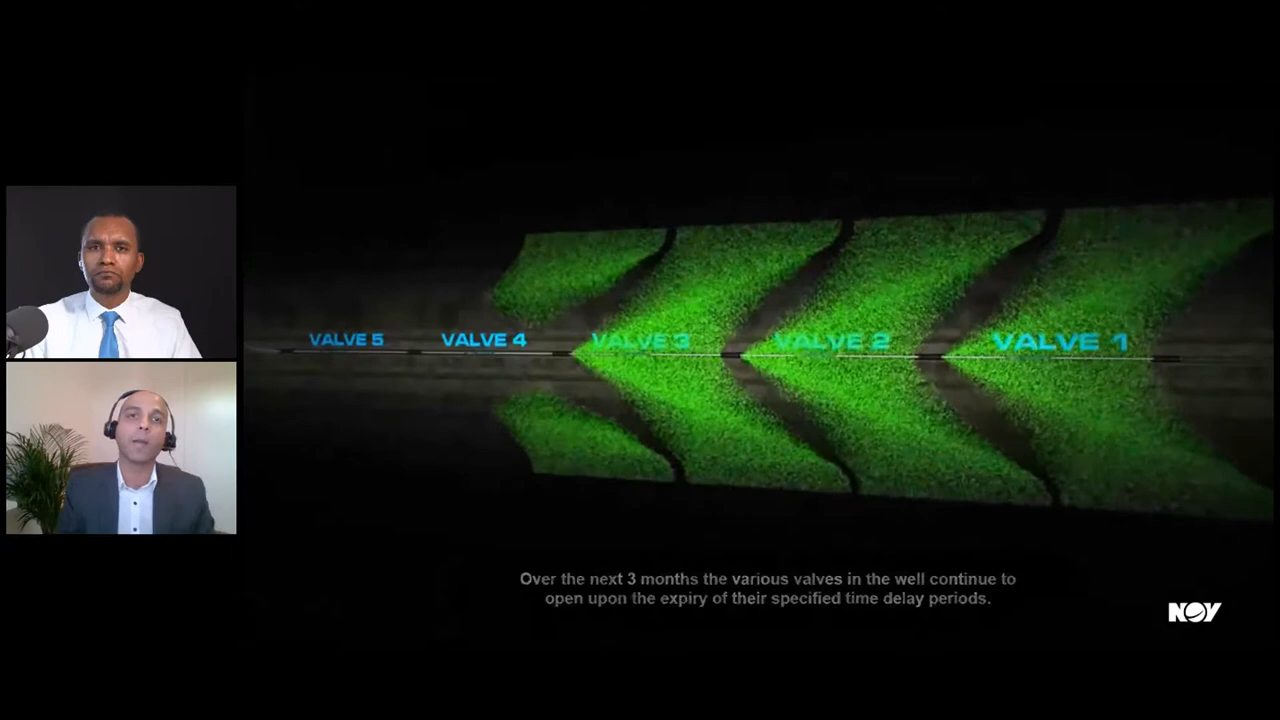 VALVE 5
VALVE 4
VALVE 3
VALVE 2
VALVE 1
Over the next 3 months the various valves in the well continue to
open upon the expiry of their specified time delay periods.
NOV